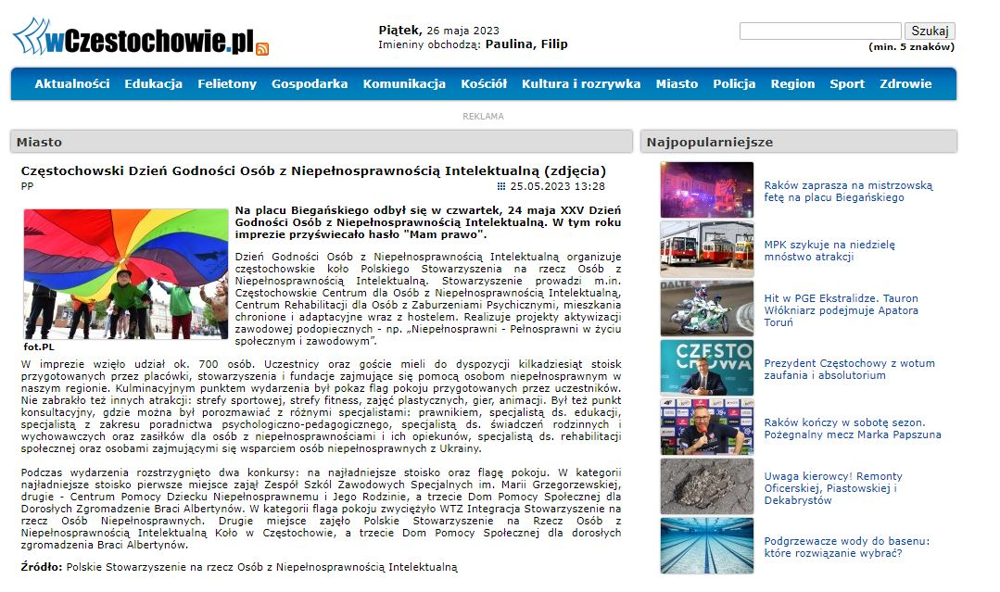 wCzestochowie.pl
Piątek, 26 maja 2023
Imieniny obchodzą: Paulina, Filip
Szukaj
(min. 5 znaków)
Aktualności Edukacja Felietony Gospodarka Komunikacja Kościół Kultura i rozrywka Miasto Policja Region Sport Zdrowie
REKLAMA
Miasto
Częstochowski Dzień Godności Osób z Niepełnosprawnością Intelektualną (zdjęcia)
PP
25.05.2023 13:28
Na placu Biegańskiego odbył się w czwartek, 24 maja XXV Dzień
Godności Osób z Niepełnosprawnością Intelektualną. W tym roku
imprezie przyświecało hasło "Mam prawo".
Dzień Godności Osób z Niepełnosprawnością Intelektualną organizuje
częstochowskie koło Polskiego Stowarzyszenia na rzecz Osób z
Niepełnosprawnością Intelektualną. Stowarzyszenie prowadzi m.in.
Częstochowskie Centrum dla Osób z Niepełnosprawnością Intelektualną,
Centrum Rehabilitacji dla Osób z Zaburzeniami Psychicznymi, mieszkania
chronione i adaptacyjne wraz z hostelem. Realizuje projekty aktywizacji
zawodowej podopiecznych - np. „Niepełnosprawni - Pełnosprawni w życiu
społecznym i zawodowym”.
fot.PL
W imprezie wzięło udział ok. 700 osób. Uczestnicy oraz goście mieli do dyspozycji kilkadziesiąt stoisk
przygotowanych przez placówki, stowarzyszenia i fundacje zajmujące się pomocą osobom niepełnosprawnym w
naszym regionie. Kulminacyjnym punktem wydarzenia był pokaz flag pokoju przygotowanych przez uczestników.
Nie zabrakło też innych atrakcji: strefy sportowej, strefy fitness, zajęć plastycznych, gier, animacji. Był też punkt
konsultacyjny, gdzie można był porozmawiać z różnymi specjalistami: prawnikiem, specjalistą ds. edukacji,
specjalistą z zakresu poradnictwa psychologiczno-pedagogicznego, specjalistą ds. świadczeń rodzinnych i
wychowawczych oraz zasiłków dla osób z niepełnosprawnościami i ich opiekunów, specjalistą ds. rehabilitacji
społecznej oraz osobami zajmującymi się wsparciem osób niepełnosprawnych z Ukrainy.
Podczas wydarzenia rozstrzygnięto dwa konkursy: na najładniejsze stoisko oraz flagę pokoju. W kategorii
najładniejsze stoisko pierwsze miejsce zajął Zespół Szkól Zawodowych Specjalnych im. Marii Grzegorzewskiej,
drugie - Centrum Pomocy Dziecku Niepełnosprawnemu i Jego Rodzinie, a trzecie Dom Pomocy Społecznej dla
Dorosłych Zgromadzenie Braci Albertynów. W kategorii flaga pokoju zwyciężyło WTZ Integracja Stowarzyszenie na
rzecz Osób Niepełnosprawnych. Drugie miejsce zajęło Polskie Stowarzyszenie na Rzecz Osób z
Niepełnosprawnością Intelektualną Koło w Częstochowie, a trzecie Dom Pomocy Społecznej dla dorosłych
zgromadzenia Braci Albertynów.
Źródło: Polskie Stowarzyszenie na rzecz Osób z Niepełnosprawnością Intelektualną
Najpopularniejsze
Raków zaprasza na mistrzowską
fetę na placu Biegańskiego
MPK szykuje na niedzielę
mnóstwo atrakcji
Hit w PGE Ekstralidze. Tauron
Włókniarz podejmuje Apatora
Toruń
CZĘSTO
CHOWA
Prezydent Częstochowy z wotum
zaufania i absolutorium
Raków kończy w sobotę sezon.
Pożegnalny mecz Marka Papszuna
Uwaga kierowcy! Remonty
Oficerskiej, Piastowskiej i
Dekabrystów
Podgrzewacze wody do basenu:
które rozwiązanie wybrać?